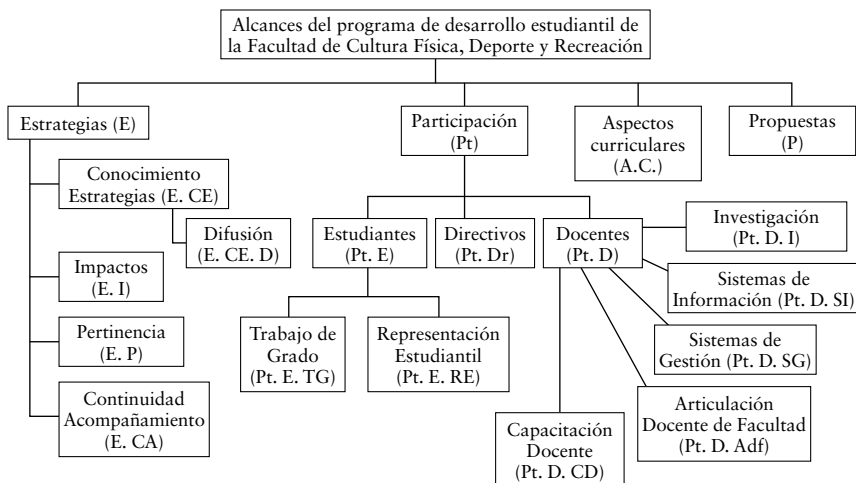 Alcances del programa de desarrollo estudiantil de
la Facultad de Cultura Física, Deporte y Recreación
Estrategias (E)
Participación
(Pt)
Aspectos
curriculares
(A.C.)
Propuestas
(P)
Conocimiento
Estrategias (E. CE)
Difusión
(E. CE. D)
Impactos
(E. I)
Pertinencia
(E. P)
Continuidad
Acompañamiento
(E. CA)
Estudiantes
(Pt. E)
Directivos
(Pt. Dr)
Docentes
(Pt. D)
Trabajo de
Grado
(Pt. E. TG)
Representación
Estudiantil
(Pt. E. RE)
Investigación
(Pt. D. I)
Sistemas de
Información (Pt. D. SI)
Sistemas de
Gestión (Pt. D. SG)
Articulación
Docente de Facultad
(Pt. D. Adf)
Capacitación
Docente
(Pt. D. CD)